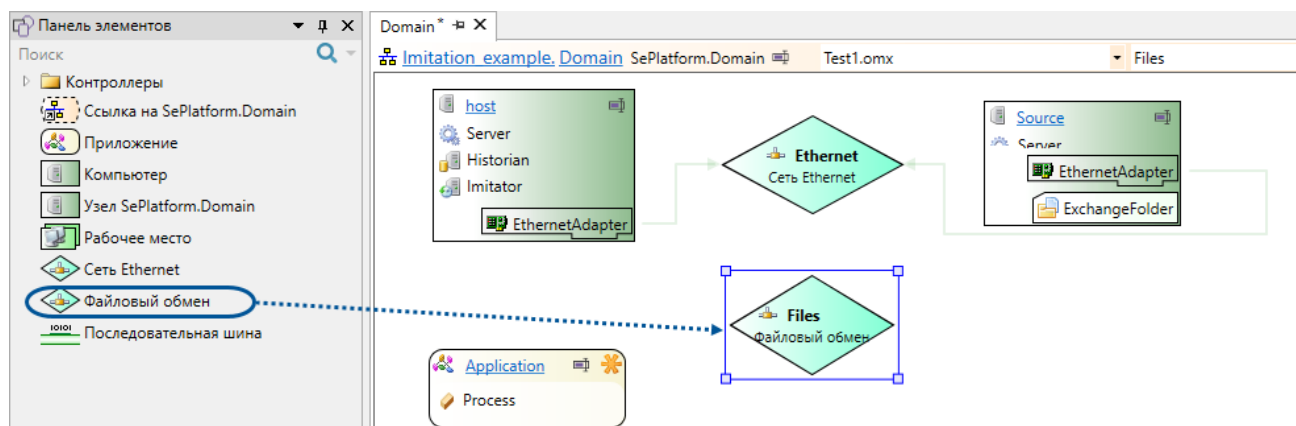 Панель элементов
Поиск
Контроллеры
Ссылка на SePlatform.Domain
Приложение
Компьютер
Узел SePlatform.Domain
Рабочее место
Сеть Ethernet
Файловый обмен
Последовательная шина
Domain*
Imitation_example. Domain SePlatform.Domain Test1.omx Files
host
Server
Historian
Imitator
EthernetAdapter
Ethernet
Сеть Ethernet
Source
Server
EthernetAdapter
ExchangeFolder
Files
Файловый обмен
Application
Process